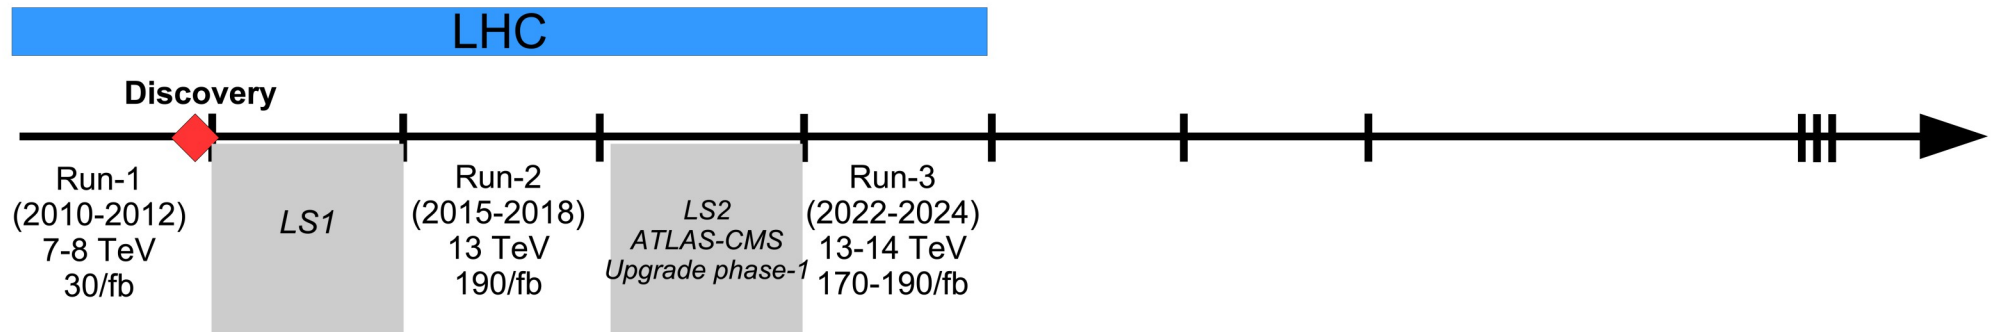 LHC
Discovery
Run-1
(2010-2012)
7-8 TeV
30/fb
LS1
Run-2
(2015-2018)
13 TeV
190/fb
LS2
ATLAS-CMS
Upgrade phase-1
Run-3
(2022-2024)
13-14 TeV
170-190/fb